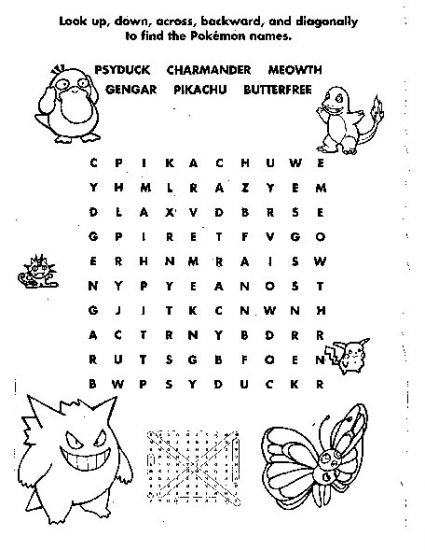 Look up, down, across, backward, and diagonally
to find the Pokémon names.
PSYDUCK CHARMANDER MEOWTH
GENGAR PIKACHU BUTTERFREE
C P I K A C H U W E
Y H M L R A Z Y E M
D L A X V D B R S E
G P I R E T F V G O
E R H N M R A I S W
N Y P Y E A N O S T
G J I T K C N W N H
A C T R N Y B D R R
R U T S G B F O E N
B W P S Y D U C K R